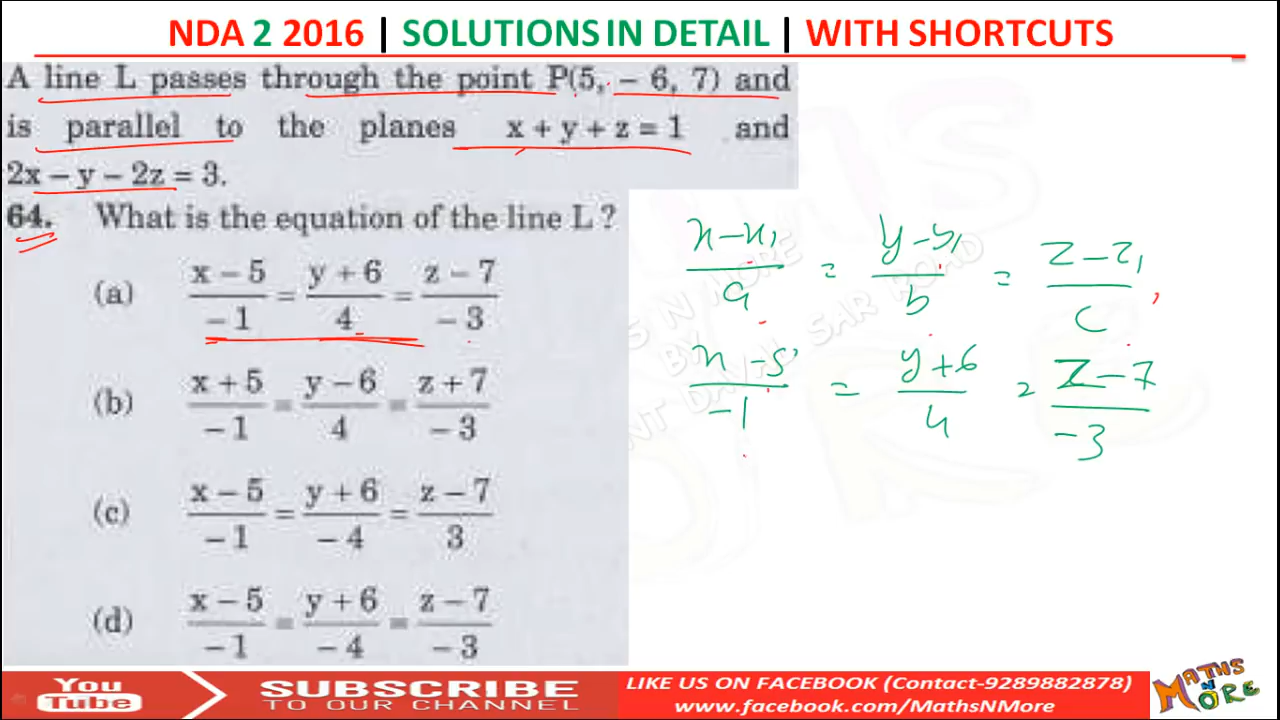 NDA 2 2016 | SOLUTIONS IN DETAIL | WITH SHORTCUTS
A line L passes through the point P(5, – 6, 7) and
is parallel to the planes x + y + z = 1 and
2x – y – 2z = 3.
64. What is the equation of the line L ?
(a) (x – 5)/(– 1) = (y + 6)/4 = (z – 7)/(– 3)
(b) (x + 5)/(– 1) = (y – 6)/4 = (z + 7)/(– 3)
(c) (x – 5)/(– 1) = (y + 6)/(– 4) = (z – 7)/3
(d) (x – 5)/(– 1) = (y + 6)/(– 4) = (z – 7)/(– 3)
(x – x₁)/a = (y – y₁)/b = (z – z₁)/c ,
(x – 5)/(–1) = (y + 6)/4 = (z – 7)/(–3)
You Tube
SUBSCRIBE
TO OUR CHANNEL
LIKE US ON FACEBOOK (Contact-9289882878)
www.facebook.com/MathsNMore
MATHS N MORE